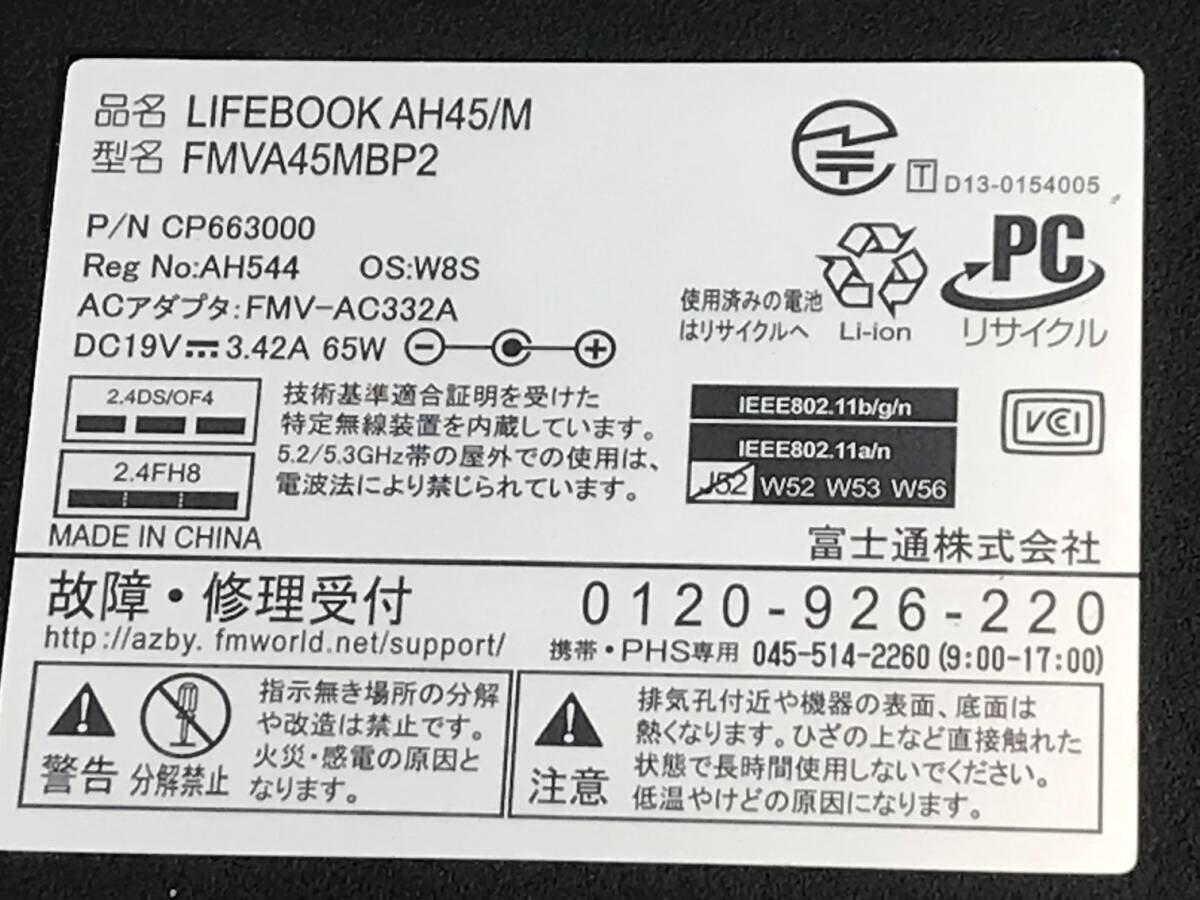 品名 LIFEBOOK AH45/M
型名 FMVA45MBP2
T D13-0154005
P/N CP663000
Reg No:AH544 OS:W8S
ACアダプタ:FMV-AC332A
DC19V 3.42A 65W
使用済みの電池
はリサイクルへ
Li-ion
PC
リサイクル
2.4DS/OF4
2.4FH8
技術基準適合証明を受けた
特定無線装置を内蔵しています。
5.2/5.3GHz帯の屋外での使用は、
電波法により禁じられています。
IEEE802.11b/g/n
IEEE802.11a/n
J52 W52 W53 W56
VCCI
MADE IN CHINA
富士通株式会社
故障・修理受付 0120-926-220
http://azby.fmworld.net/support/
携帯・PHS専用 045-514-2260 (9:00-17:00)
警告
分解禁止
指示無き場所の分解
や改造は禁止です。
火災・感電の原因と
なります。
注意
排気孔付近や機器の表面、底面は
熱くなります。ひざの上など直接触れた
状態で長時間使用しないでください。
低温やけどの原因になります。